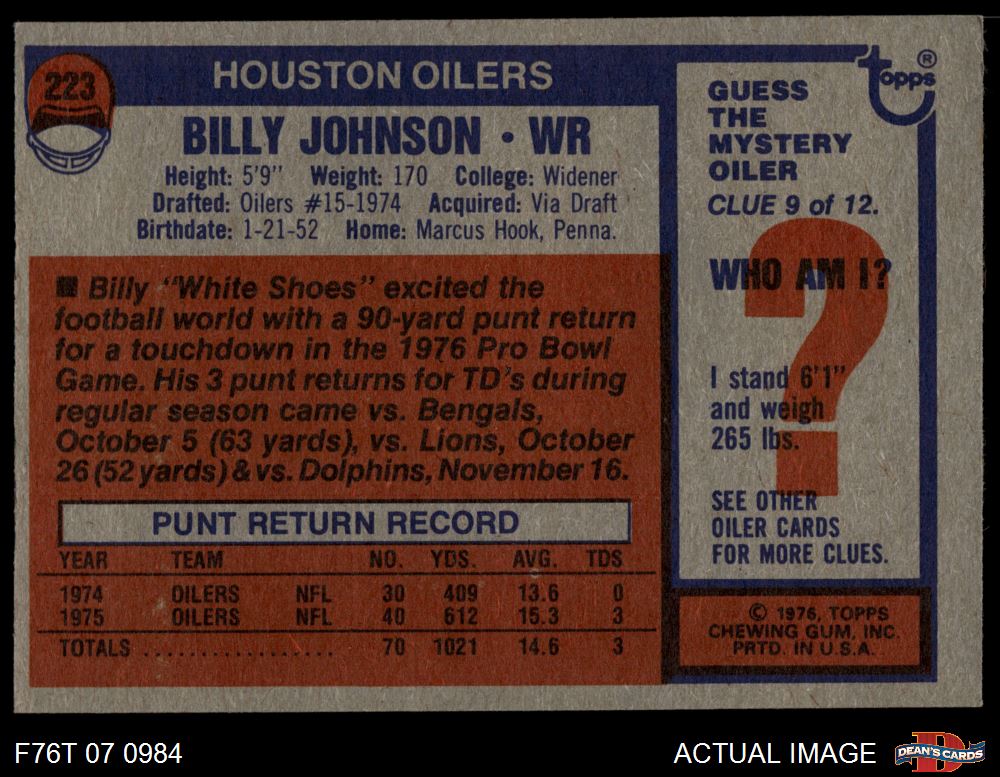 223
HOUSTON OILERS
BILLY JOHNSON • WR
Height: 5'9" Weight: 170 College: Widener
Drafted: Oilers #15-1974 Acquired: Via Draft
Birthdate: 1-21-52 Home: Marcus Hook, Penna.
■ Billy "White Shoes" excited the
football world with a 90-yard punt return
for a touchdown in the 1976 Pro Bowl
Game. His 3 punt returns for TD's during
regular season came vs. Bengals,
October 5 (63 yards), vs. Lions, October
26 (52 yards) & vs. Dolphins, November 16.
PUNT RETURN RECORD
YEAR TEAM NO. YDS. AVG. TDS
1974 OILERS NFL 30 409 13.6 0
1975 OILERS NFL 40 612 15.3 3
TOTALS ................. 70 1021 14.6 3
topps ®
GUESS
THE
MYSTERY
OILER
CLUE 9 of 12.
WHO AM I?
?
I stand 6'1"
and weigh
265 lbs.
SEE OTHER
OILER CARDS
FOR MORE CLUES.
© 1976, TOPPS
CHEWING GUM, INC.
PRTD. IN U.S.A.
F76T 07 0984
ACTUAL IMAGE
D
DEAN'S CARDS